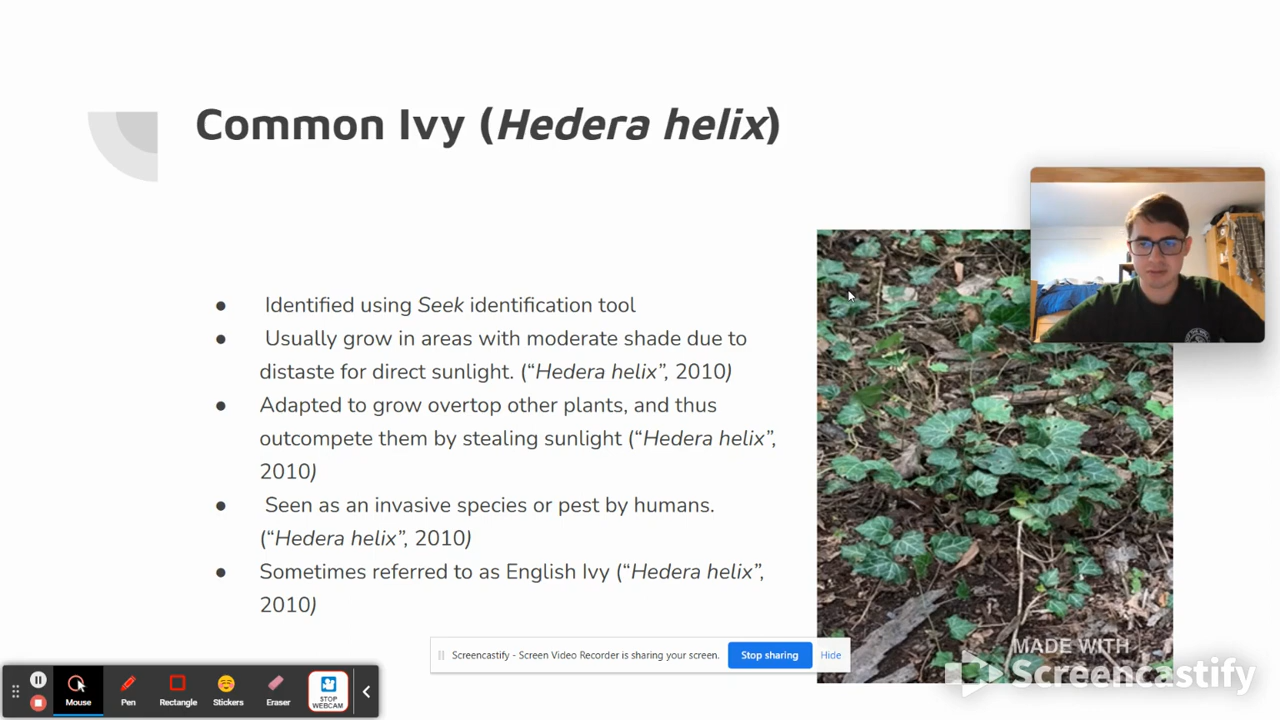 Common Ivy (Hedera helix)
● Identified using Seek identification tool
● Usually grow in areas with moderate shade due to
distaste for direct sunlight. (“Hedera helix”, 2010)
● Adapted to grow overtop other plants, and thus
outcompete them by stealing sunlight (“Hedera helix”,
2010)
● Seen as an invasive species or pest by humans.
(“Hedera helix”, 2010)
● Sometimes referred to as English Ivy (“Hedera helix”,
2010)
MADE WITH
Screencastify
Screencastify - Screen Video Recorder is sharing your screen. Stop sharing Hide
Mouse Pen Rectangle Stickers Eraser STOP
WEBCAM